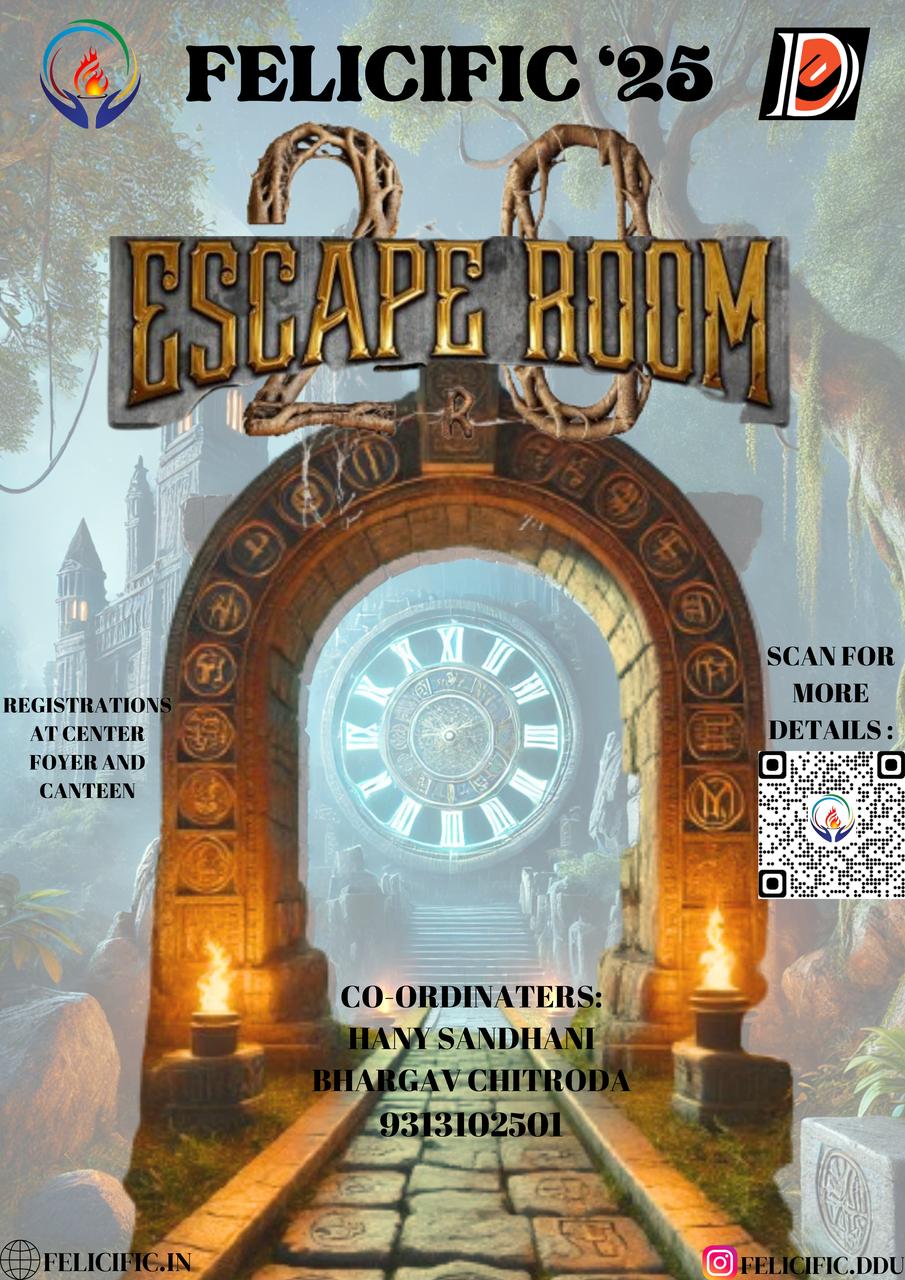 FELICIFIC ‘25
2.0
ESCAPE ROOM
R
REGISTRATIONS
AT CENTER
FOYER AND
CANTEEN
SCAN FOR
MORE
DETAILS :
CO-ORDINATERS:
HANY SANDHANI
BHARGAV CHITRODA
9313102501
FELICIFIC.IN
FELICIFIC.DDU